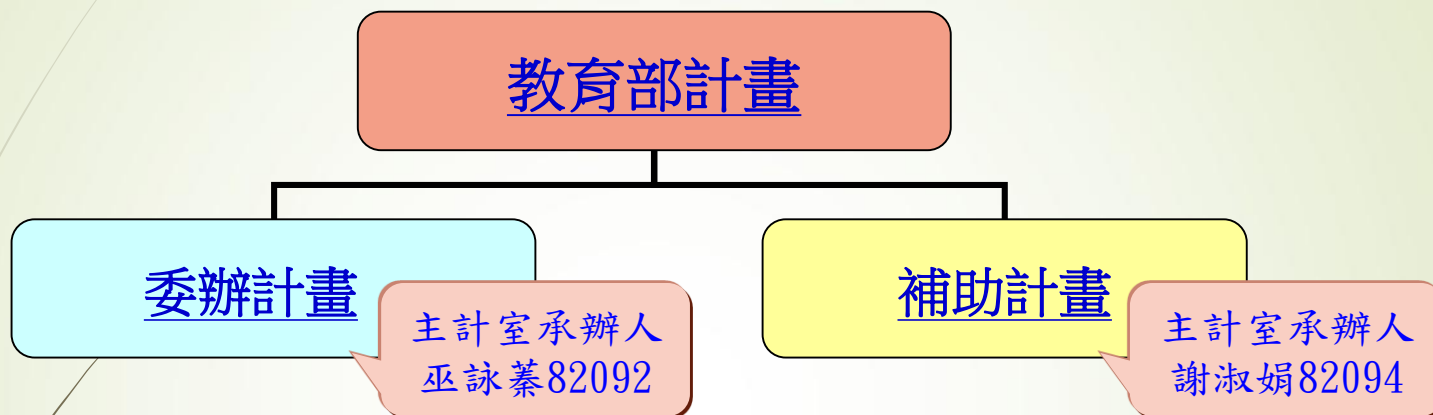 教育部計畫
委辦計畫
主計室承辦人
巫詠蓁82092
補助計畫
主計室承辦人
謝淑娟82094